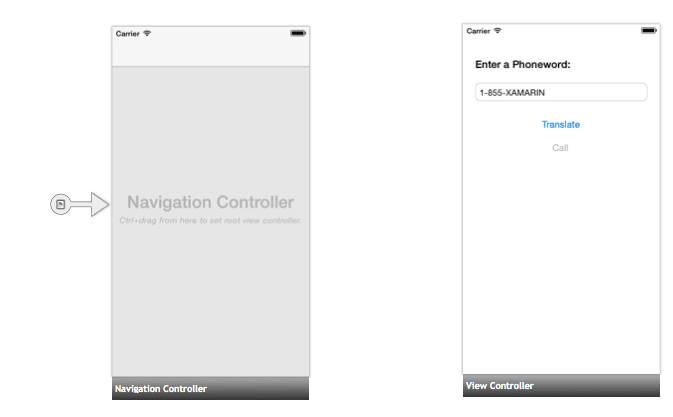 Carrier
Navigation Controller
Ctrl+drag from here to set root view controller.
Navigation Controller
Carrier
Enter a Phoneword:
1-855-XAMARIN
Translate
Call
View Controller